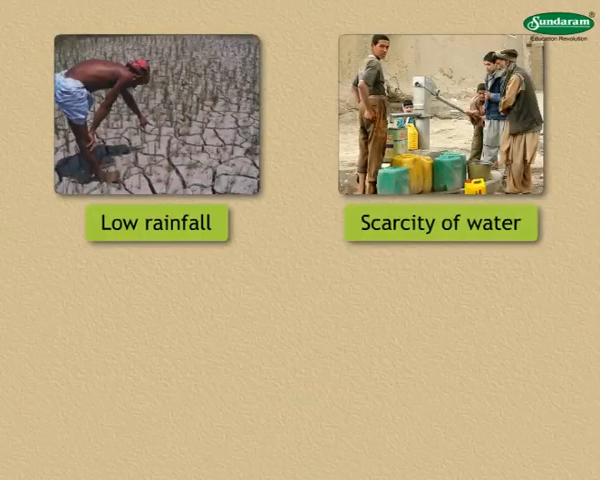 Sundaram®
Education Revolution
Low rainfall
Scarcity of water